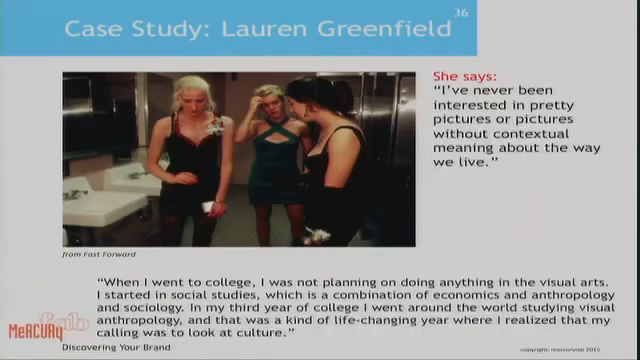 36
Case Study: Lauren Greenfield
She says:
“I’ve never been
interested in pretty
pictures or pictures
without contextual
meaning about the way
we live.”
from Fast Forward
“When I went to college, I was not planning on doing anything in the visual arts.
I started in social studies, which is a combination of economics and anthropology
and sociology. In my third year of college I went around the world studying visual
anthropology, and that was a kind of life-changing year where I realized that my
calling was to look at culture.”
MeRCURy lab
Discovering Your Brand
copyright: mercurylab 2015